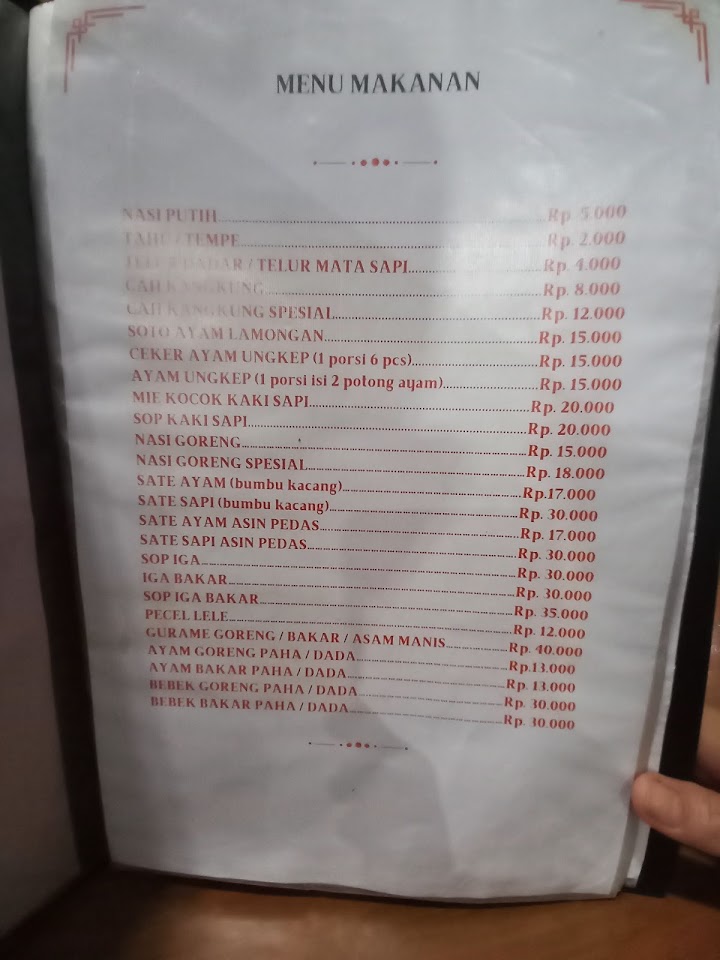 MENU MAKANAN
NASI PUTIH Rp. 5.000
TAHU / TEMPE Rp. 2.000
TELUR DADAR / TELUR MATA SAPI Rp. 4.000
CAH KANGKUNG Rp. 8.000
CAH KANGKUNG SPESIAL Rp. 12.000
SOTO AYAM LAMONGAN Rp. 15.000
CEKER AYAM UNGKEP (1 porsi 6 pcs) Rp. 15.000
AYAM UNGKEP (1 porsi isi 2 potong ayam) Rp. 15.000
MIE KOCOK KAKI SAPI Rp. 20.000
SOP KAKI SAPI Rp. 20.000
NASI GORENG Rp. 15.000
NASI GORENG SPESIAL Rp. 18.000
SATE AYAM (bumbu kacang) Rp.17.000
SATE SAPI (bumbu kacang) Rp. 30.000
SATE AYAM ASIN PEDAS Rp. 17.000
SATE SAPI ASIN PEDAS Rp. 30.000
SOP IGA Rp. 30.000
IGA BAKAR Rp. 30.000
SOP IGA BAKAR Rp. 35.000
PECEL LELE Rp. 12.000
GURAME GORENG / BAKAR / ASAM MANIS Rp. 40.000
AYAM GORENG PAHA / DADA Rp.13.000
AYAM BAKAR PAHA / DADA Rp. 13.000
BEBEK GORENG PAHA / DADA Rp. 30.000
BEBEK BAKAR PAHA / DADA Rp. 30.000